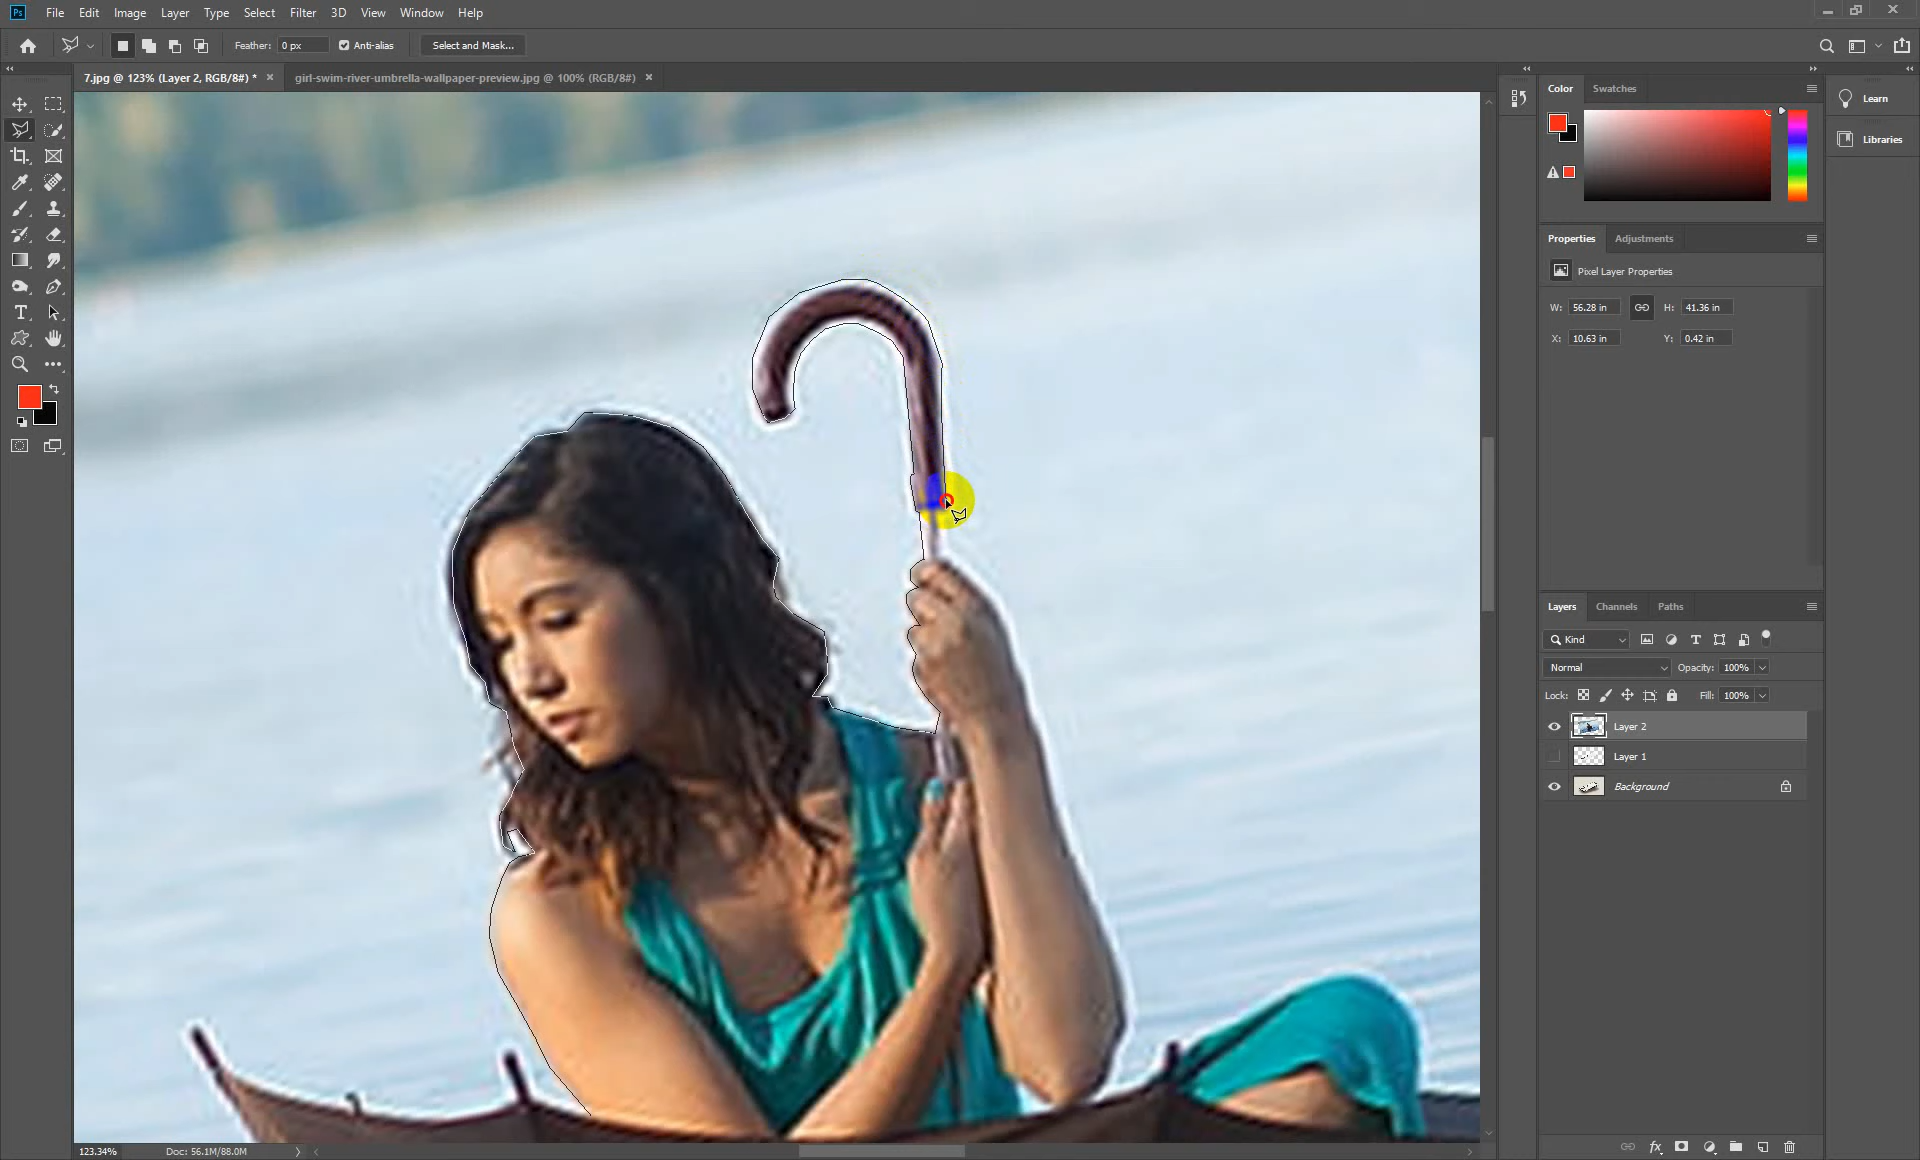 Ps File Edit Image Layer Type Select Filter 3D View Window Help
Feather: 0 px Anti-alias Select and Mask...
7.jpg @ 123% (Layer 2, RGB/8#) * × girl-swim-river-umbrella-wallpaper-preview.jpg @ 100% (RGB/8#) ×
Color Swatches
Learn
Libraries
Properties Adjustments
Pixel Layer Properties
W: 56.28 in H: 41.36 in
X: 10.63 in Y: 0.42 in
Layers Channels Paths
Kind
Normal Opacity: 100%
Lock: Fill: 100%
Layer 2
Layer 1
Background
fx
123.34% Doc: 56.1M/88.0M